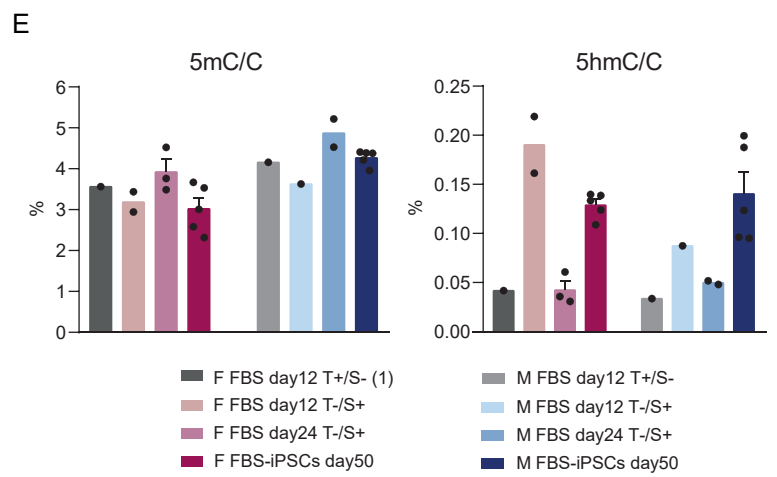 E
5mC/C
5hmC/C
%
6
5
4
3
2
1
0
%
0.25
0.20
0.15
0.10
0.05
0.00
F FBS day12 T+/S- (1)
F FBS day12 T-/S+
F FBS day24 T-/S+
F FBS-iPSCs day50
M FBS day12 T+/S-
M FBS day12 T-/S+
M FBS day24 T-/S+
M FBS-iPSCs day50